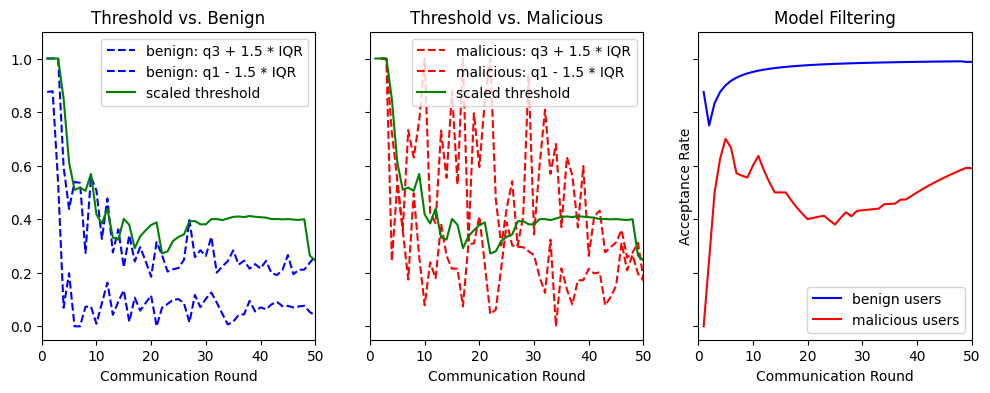 Threshold vs. Benign
benign: q3 + 1.5 * IQR
benign: q1 - 1.5 * IQR
scaled threshold
1.0
0.8
0.6
0.4
0.2
0.0
0 10 20 30 40 50
Communication Round
Threshold vs. Malicious
malicious: q3 + 1.5 * IQR
malicious: q1 - 1.5 * IQR
scaled threshold
0 10 20 30 40 50
Communication Round
Model Filtering
Acceptance Rate
benign users
malicious users
0 10 20 30 40 50
Communication Round